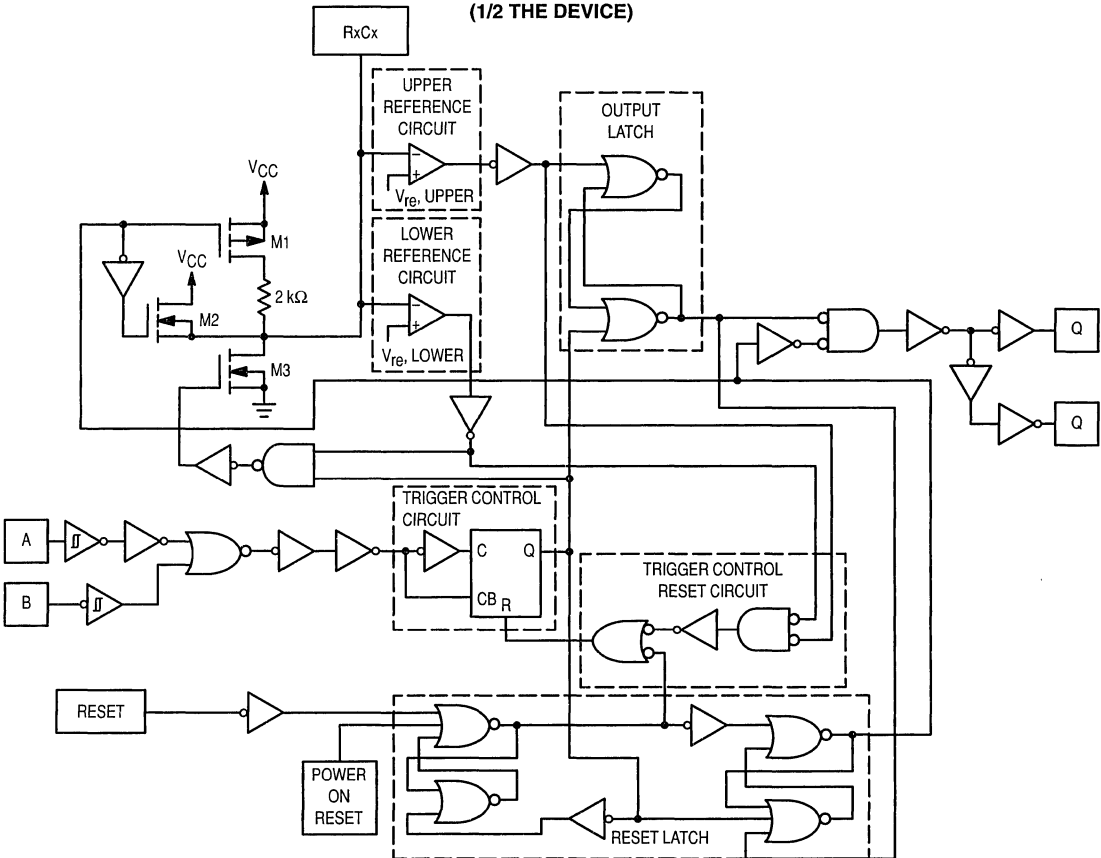 (1/2 THE DEVICE)
RxCx
UPPER
REFERENCE
CIRCUIT
Vre, UPPER
OUTPUT
LATCH
VCC
M1
LOWER
REFERENCE
CIRCUIT
VCC
2 kΩ
M2
Vre, LOWER
M3
Q
Q
TRIGGER CONTROL
CIRCUIT
A
C
Q
B
CB
R
TRIGGER CONTROL
RESET CIRCUIT
RESET
POWER
ON
RESET
RESET LATCH